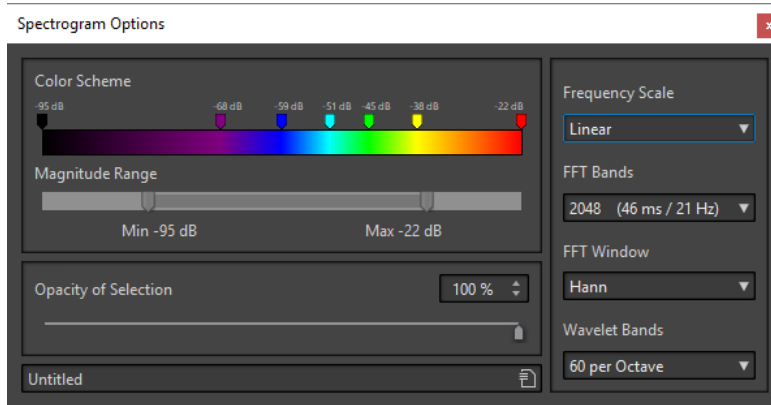 Spectrogram Options
x
Color Scheme
-95 dB -68 dB -59 dB -51 dB -45 dB -38 dB -22 dB
Magnitude Range
Min -95 dB Max -22 dB
Opacity of Selection 100 %
Untitled
Frequency Scale
Linear
FFT Bands
2048 (46 ms / 21 Hz)
FFT Window
Hann
Wavelet Bands
60 per Octave